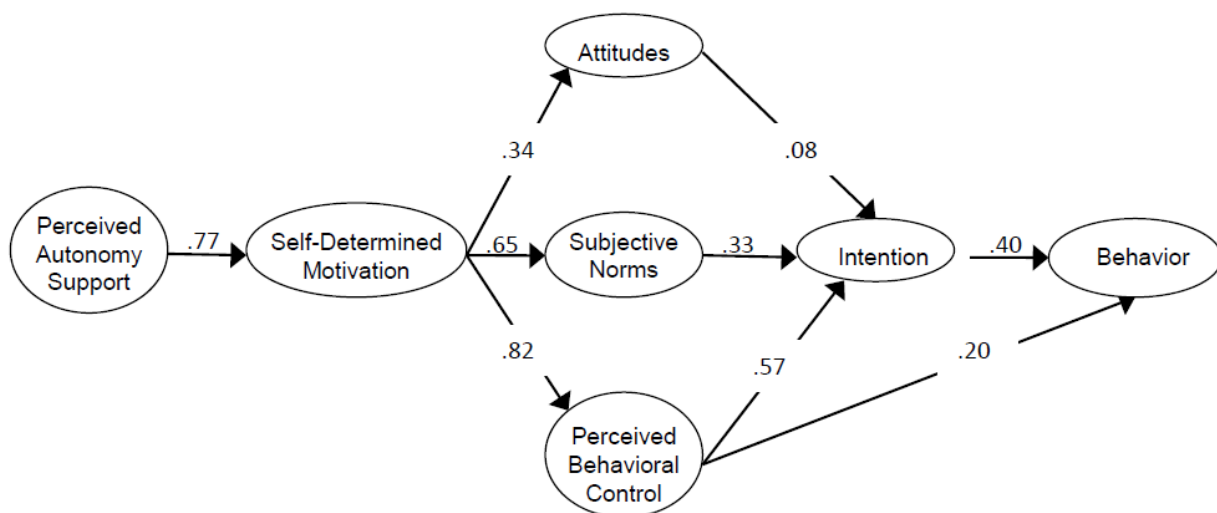 Attitudes
.34
.08
Perceived
Autonomy
Support
.77
Self-Determined
Motivation
.65
Subjective
Norms
.33
Intention
.40
Behavior
.82
.57
.20
Perceived
Behavioral
Control